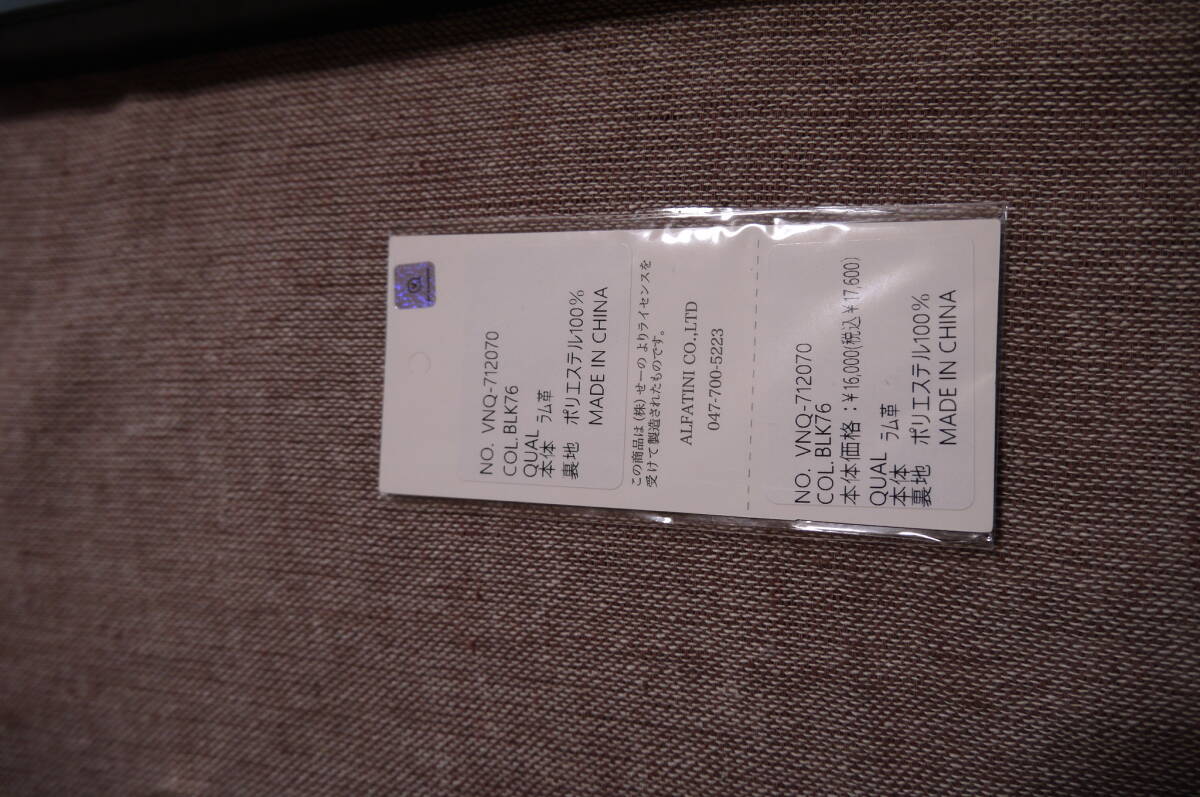 NO. VNQ-712070
COL.BLK76
QUAL
本体 ラム革
裏地 ポリエステル100%
MADE IN CHINA
この商品は(株)せーの よりライセンスを
受けて製造されたものです。
ALFATINI CO.,LTD
047-700-5223
NO. VNQ-712070
COL.BLK76
本体価格:¥16,000(税込¥17,600)
QUAL
本体 ラム革
裏地 ポリエステル100%
MADE IN CHINA